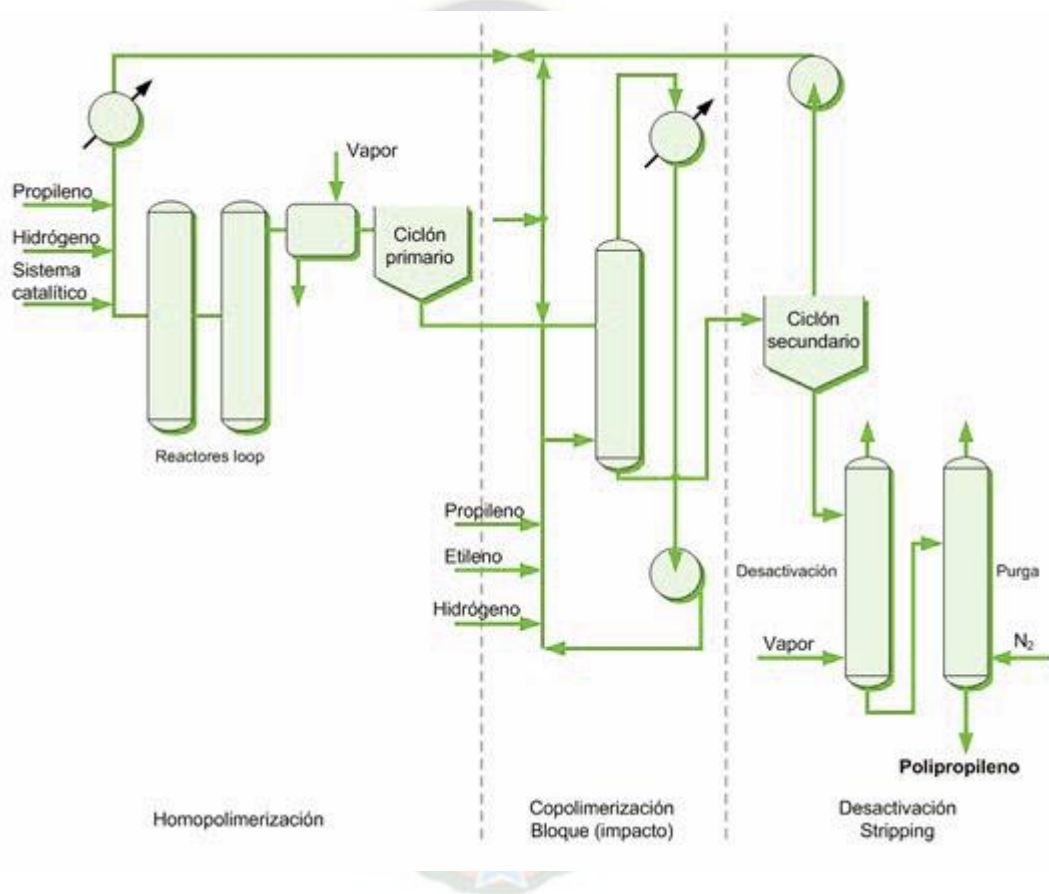 Vapor
Propileno
Hidrógeno
Sistema
catalítico
Ciclón
primario
Reactores loop
Ciclón
secundario
Propileno
Etileno
Hidrógeno
Desactivación
Purga
Vapor
N₂
Polipropileno
Homopolimerización
Copolimerización
Bloque (impacto)
Desactivación
Stripping